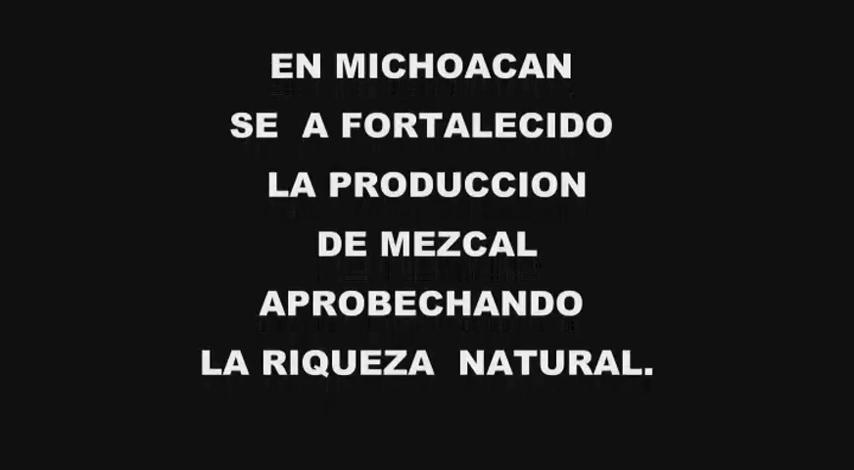 EN MICHOACAN
SE A FORTALECIDO
LA PRODUCCION
DE MEZCAL
APROBECHANDO
LA RIQUEZA NATURAL.